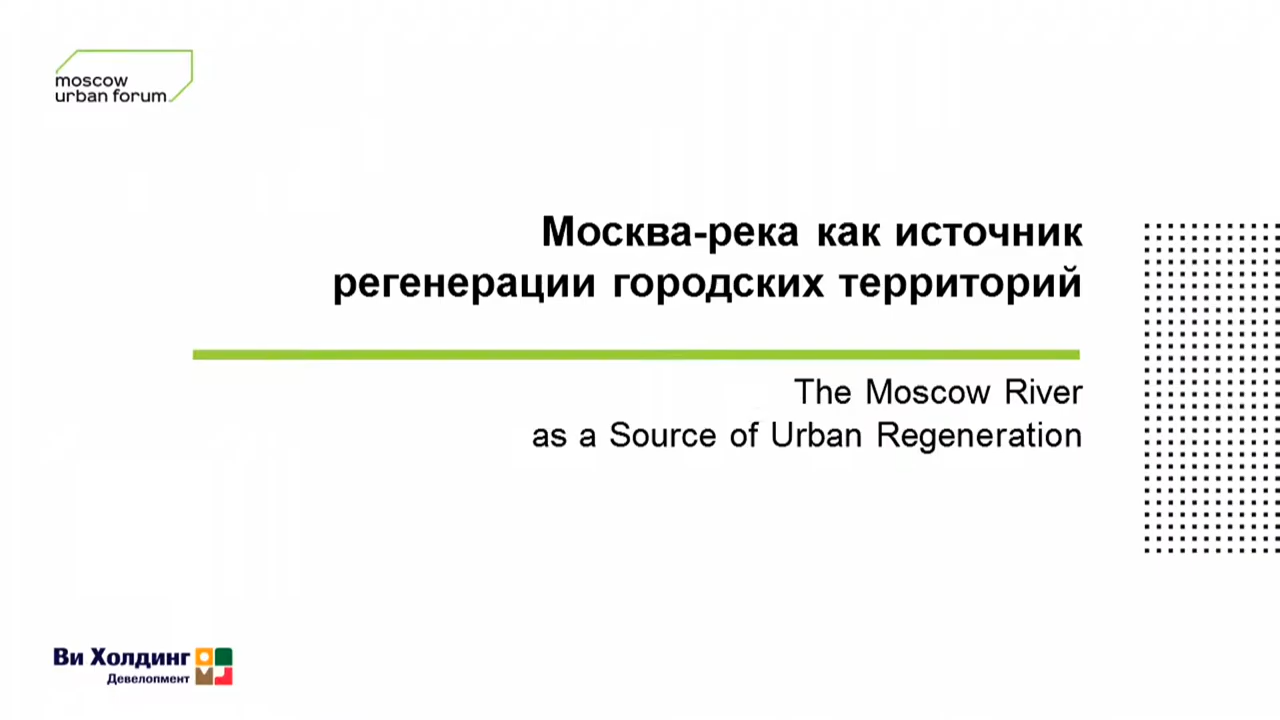 moscow
urban forum
Москва-река как источник
регенерации городских территорий
The Moscow River
as a Source of Urban Regeneration
Ви Холдинг
Девелопмент